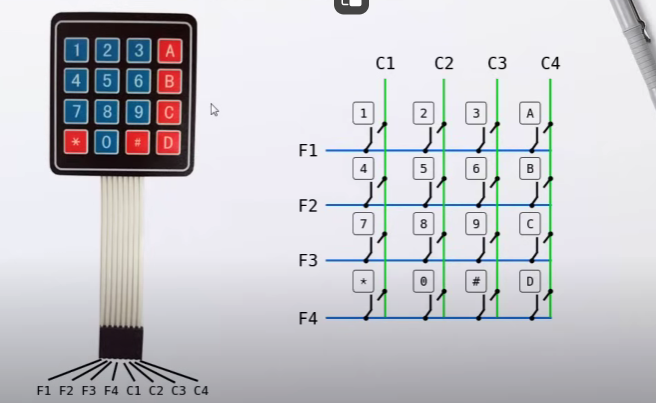 1 2 3 A
4 5 6 B
7 8 9 C
* 0 # D
F1 F2 F3 F4 C1 C2 C3 C4
C1 C2 C3 C4
1 2 3 A
F1
4 5 6 B
F2
7 8 9 C
F3
* 0 # D
F4